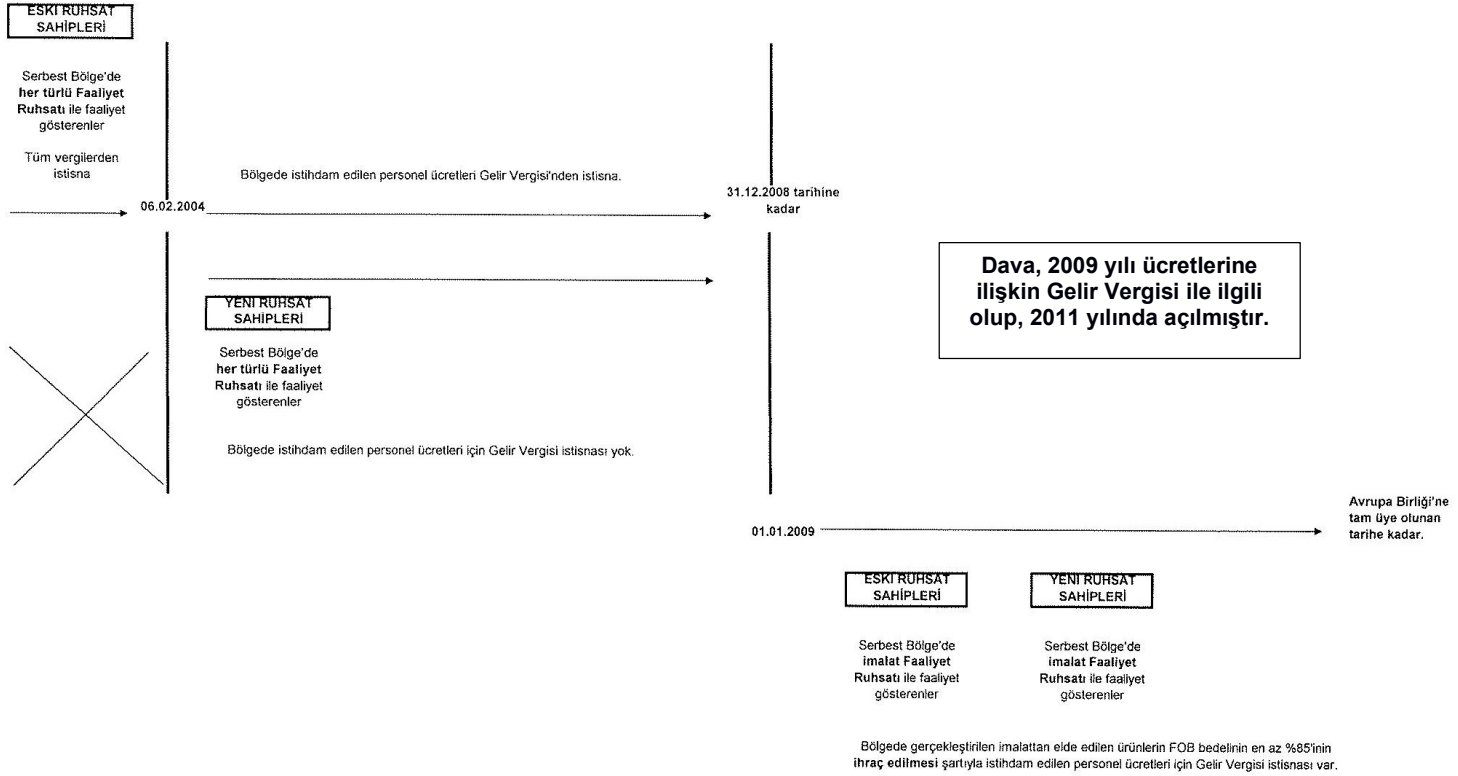 ESKİ RUHSAT
SAHİPLERİ
Serbest Bölge'de
her türlü Faaliyet
Ruhsatı ile faaliyet
gösterenler
Tüm vergilerden
istisna
Bölgede istihdam edilen personel ücretleri Gelir Vergisi'nden istisna.
06.02.2004
31.12.2008 tarihine
kadar
Dava, 2009 yılı ücretlerine
ilişkin Gelir Vergisi ile ilgili
olup, 2011 yılında açılmıştır.
YENİ RUHSAT
SAHİPLERİ
Serbest Bölge'de
her türlü Faaliyet
Ruhsatı ile faaliyet
gösterenler
Bölgede istihdam edilen personel ücretleri için Gelir Vergisi istisnası yok.
01.01.2009
Avrupa Birliği'ne
tam üye olunan
tarihe kadar.
ESKİ RUHSAT
SAHİPLERİ
Serbest Bölge'de
imalat Faaliyet
Ruhsatı ile faaliyet
gösterenler
YENİ RUHSAT
SAHİPLERİ
Serbest Bölge'de
imalat Faaliyet
Ruhsatı ile faaliyet
gösterenler
Bölgede gerçekleştirilen imalattan elde edilen ürünlerin FOB bedelinin en az %85'inin
ihraç edilmesi şartıyla istihdam edilen personel ücretleri için Gelir Vergisi istisnası var.